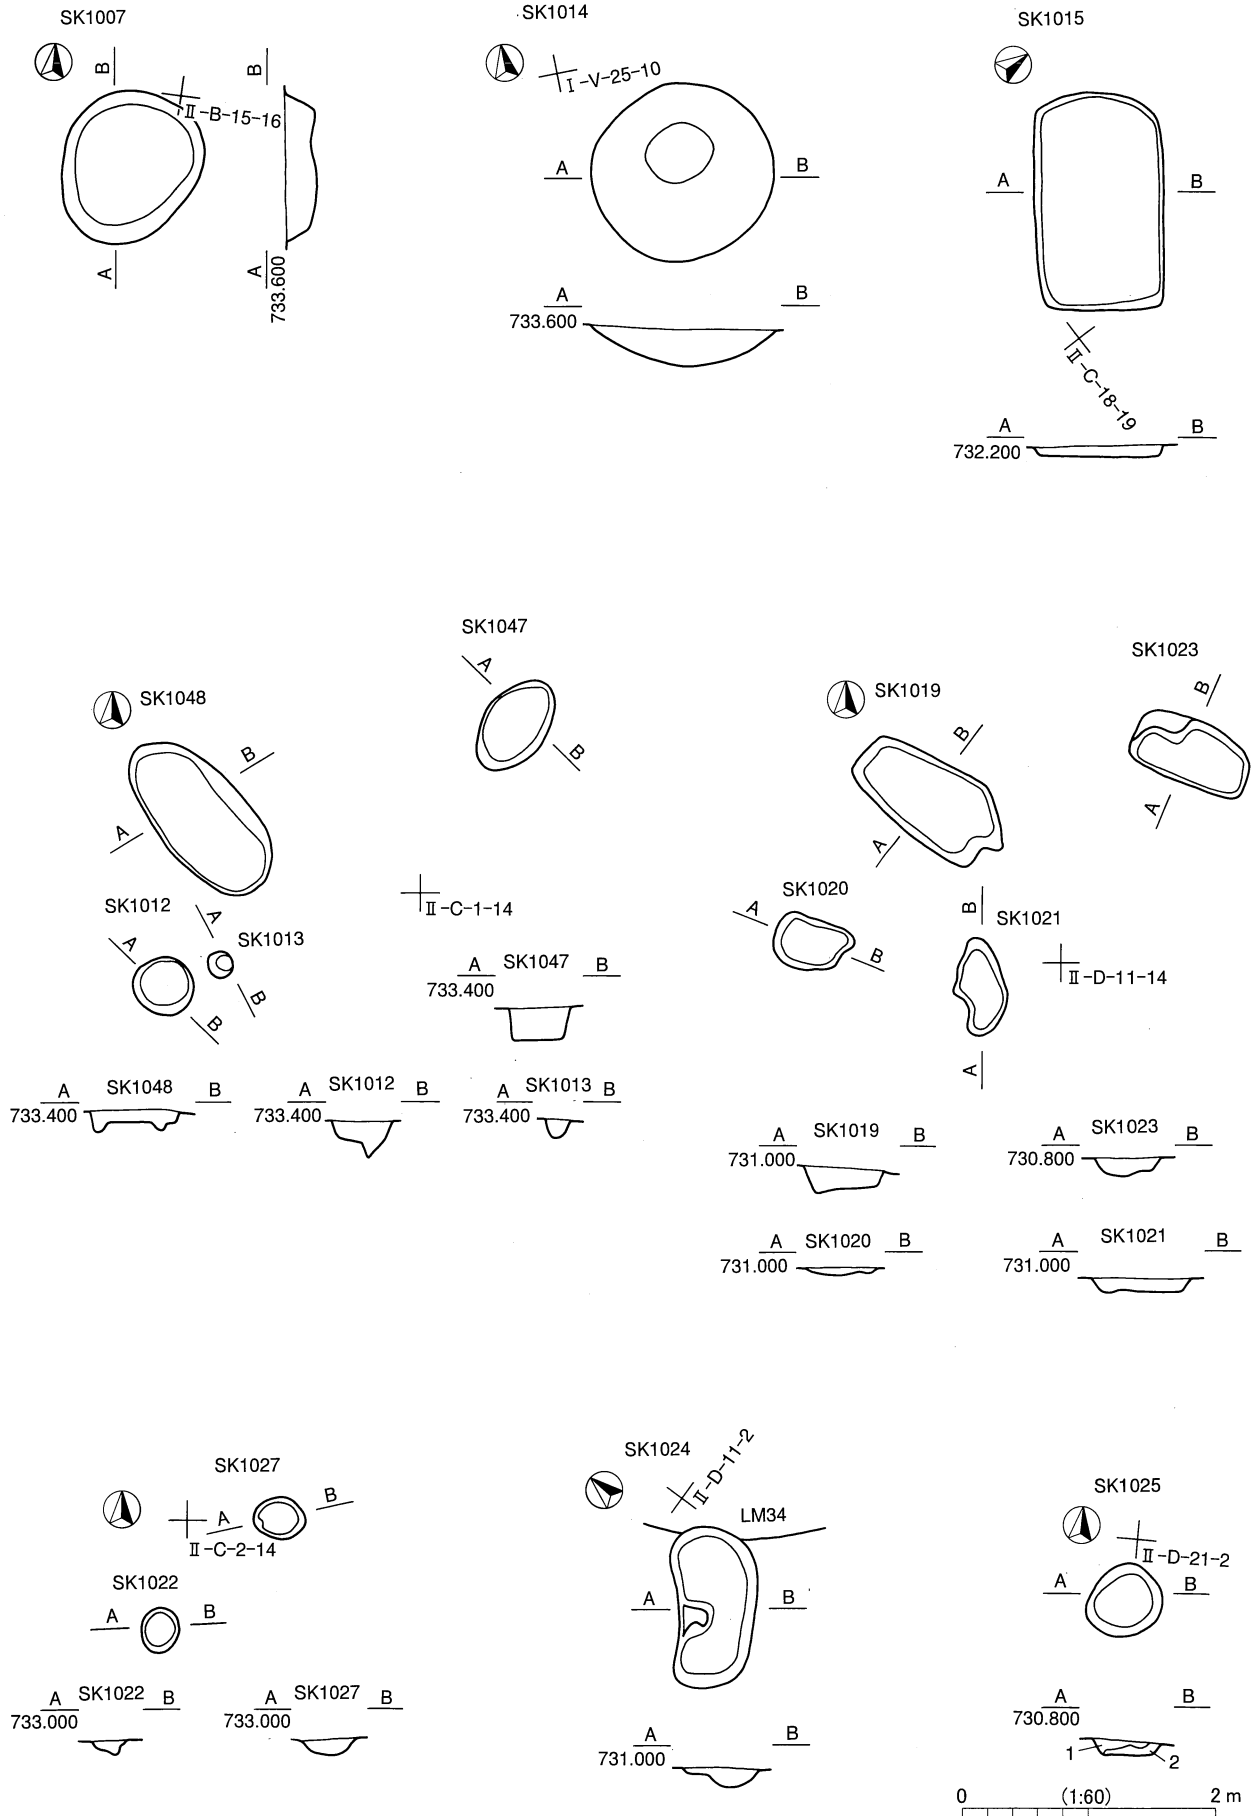 SK1007
B
B
Ⅱ-B-15-16
A
A
733.600
SK1014
Ⅰ-V-25-10
A
B
A
B
733.600
SK1015
A
B
Ⅱ-C-18-19
A
B
732.200
SK1047
A
B
SK1048
B
A
SK1012
A
A
SK1013
B
B
Ⅱ-C-1-14
A SK1047 B
733.400
A SK1048 B
733.400
A SK1012 B
733.400
A SK1013 B
733.400
SK1023
B
A
SK1019
B
A
SK1020
A
B
B
SK1021
Ⅱ-D-11-14
A
A SK1019 B
731.000
A SK1023 B
730.800
A SK1020 B
731.000
A SK1021 B
731.000
SK1027
A
B
Ⅱ-C-2-14
SK1022
A
B
A SK1022 B
733.000
A SK1027 B
733.000
SK1024
Ⅱ-D-11-2
LM34
A
B
A
B
731.000
SK1025
Ⅱ-D-21-2
A
B
A
B
730.800
1
2
0 (1:60) 2 m